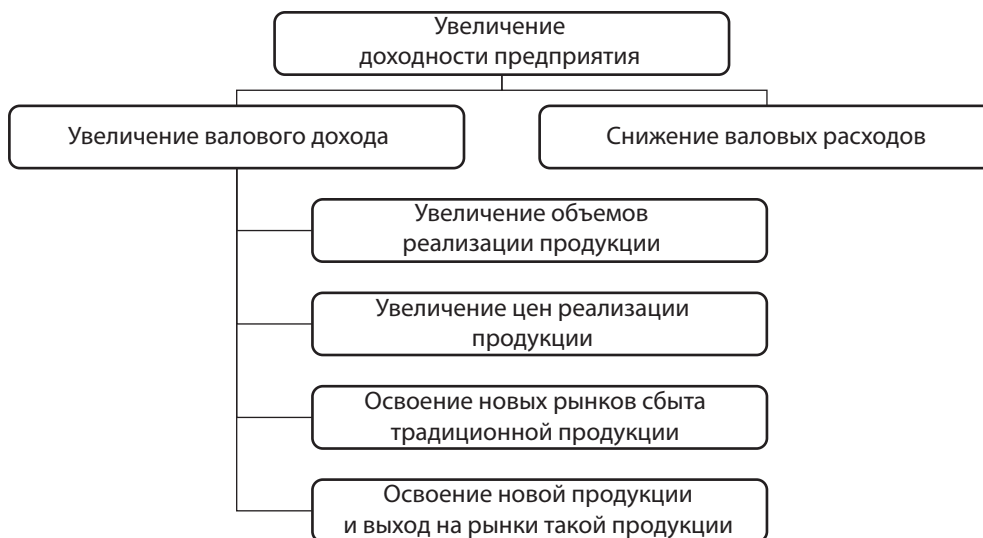 Увеличение
доходности предприятия
Увеличение валового дохода
Снижение валовых расходов
Увеличение объемов
реализации продукции
Увеличение цен реализации
продукции
Освоение новых рынков сбыта
традиционной продукции
Освоение новой продукции
и выход на рынки такой продукции